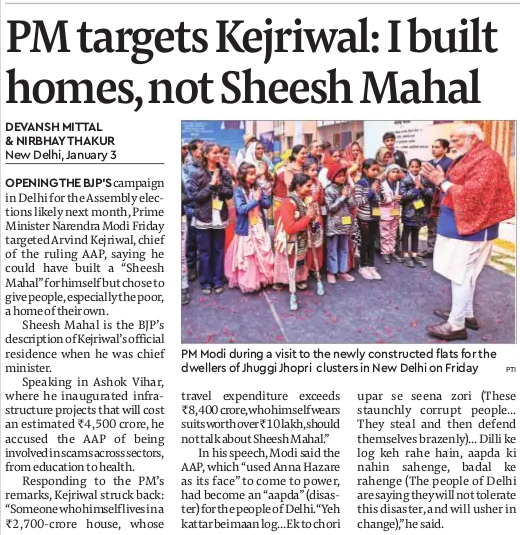 PM targets Kejriwal: I built
homes, not Sheesh Mahal
DEVANSH MITTAL
& NIRBHAY THAKUR
New Delhi, January 3
OPENING THE BJP'S campaign
in Delhi for the Assembly elec-
tions likely next month, Prime
Minister Narendra Modi Friday
targeted Arvind Kejriwal, chief
of the ruling AAP, saying he
could have built a “Sheesh
Mahal” for himself but chose to
give people, especially the poor,
a home of their own.
Sheesh Mahal is the BJP’s
description of Kejriwal’s official
residence when he was chief
minister.
Speaking in Ashok Vihar,
where he inaugurated infra-
structure projects that will cost
an estimated ₹4,500 crore, he
accused the AAP of being
involved in scams across sectors,
from education to health.
Responding to the PM’s
remarks, Kejriwal struck back:
“Someone who himself lives in a
₹2,700-crore house, whose
PM Modi during a visit to the newly constructed flats for the
dwellers of Jhuggi Jhopri clusters in New Delhi on Friday PTI
travel expenditure exceeds
₹8,400 crore, who himself wears
suits worth over ₹10 lakh, should
not talk about Sheesh Mahal.”
In his speech, Modi said the
AAP, which “used Anna Hazare
as its face” to come to power,
had become an “aapda” (disas-
ter) for the people of Delhi. “Yeh
kattar beimaan log... Ek to chori
upar se seena zori (These
staunchly corrupt people...
They steal and then defend
themselves brazenly)... Dilli ke
log keh rahe hain, aapda ki
nahin sahenge, badal ke
rahenge (The people of Delhi
are saying they will not tolerate
this disaster, and will usher in
change),” he said.